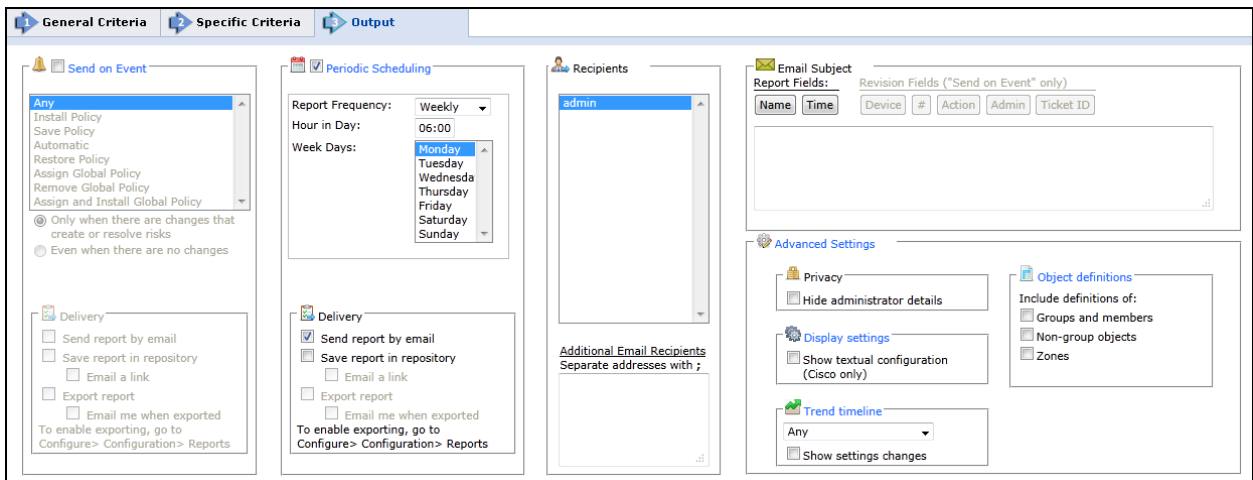 1 General Criteria
2 Specific Criteria
3 Output
Send on Event
Any
Install Policy
Save Policy
Automatic
Restore Policy
Assign Global Policy
Remove Global Policy
Assign and Install Global Policy
Only when there are changes that
create or resolve risks
Even when there are no changes
Delivery
Send report by email
Save report in repository
Email a link
Export report
Email me when exported
To enable exporting, go to
Configure> Configuration> Reports
Periodic Scheduling
Report Frequency: Weekly
Hour in Day: 06:00
Week Days: Monday
Tuesday
Wednesda
Thursday
Friday
Saturday
Sunday
Delivery
Send report by email
Save report in repository
Email a link
Export report
Email me when exported
To enable exporting, go to
Configure> Configuration> Reports
Recipients
admin
Additional Email Recipients
Separate addresses with ;
Email Subject
Report Fields: Revision Fields ("Send on Event" only)
Name Time Device # Action Admin Ticket ID
Advanced Settings
Privacy
Hide administrator details
Display settings
Show textual configuration
(Cisco only)
Trend timeline
Any
Show settings changes
Object definitions
Include definitions of:
Groups and members
Non-group objects
Zones